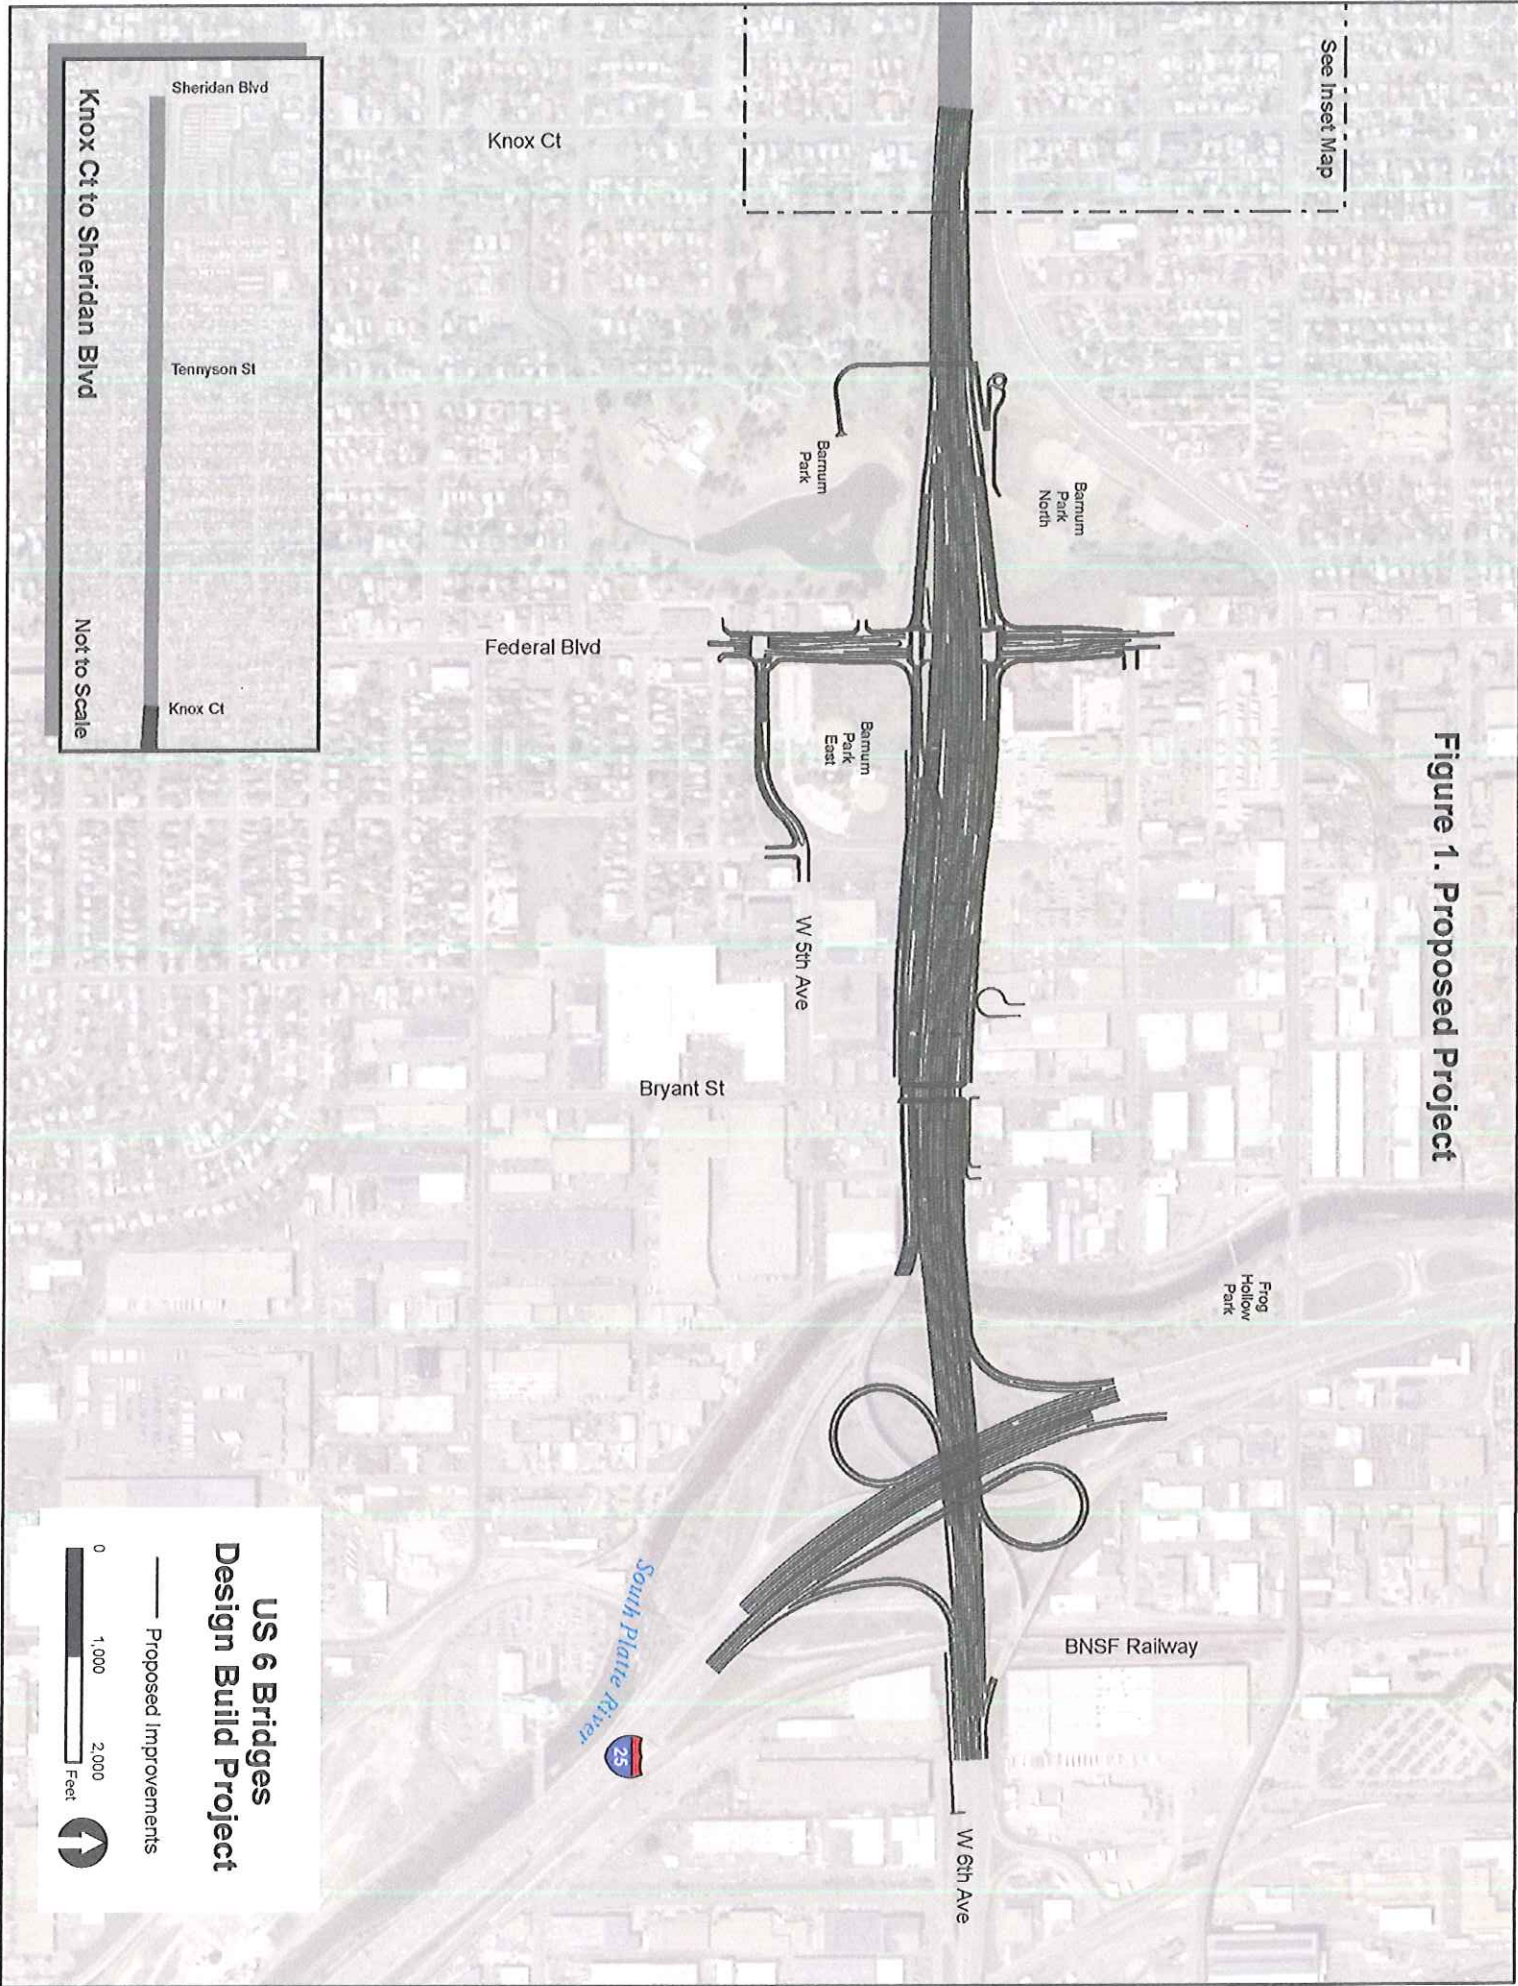 Figure 1. Proposed Project
See Inset Map
Knox Ct
Barnum
Park
North
Barnum
Park
Federal Blvd
Barnum
Park
East
W 5th Ave
Bryant St
Frog
Hollow
Park
South Platte River
25
BNSF Railway
W 6th Ave
Sheridan Blvd
Tennyson St
Knox Ct
Knox Ct to Sheridan Blvd
Not to Scale
US 6 Bridges
Design Build Project
Proposed Improvements
0
1,000
2,000
Feet